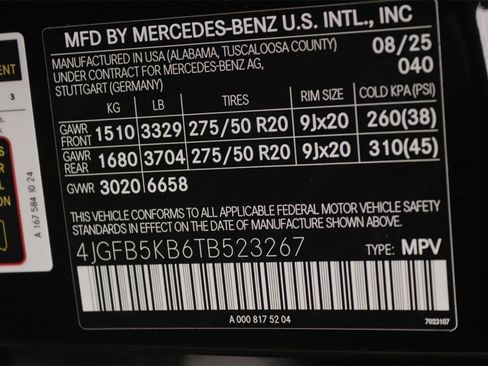 MFD BY MERCEDES-BENZ U.S. INTL., INC
MANUFACTURED IN USA (ALABAMA, TUSCALOOSA COUNTY) 08/25
UNDER CONTRACT FOR MERCEDES-BENZ AG, 040
STUTTGART (GERMANY)
KG LB TIRES RIM SIZE COLD KPA (PSI)
GAWR FRONT 1510 3329 275/50 R20 9Jx20 260(38)
GAWR REAR 1680 3704 275/50 R20 9Jx20 310(45)
GVWR 3020 6658
THIS VEHICLE CONFORMS TO ALL APPLICABLE FEDERAL MOTOR VEHICLE SAFETY
STANDARDS IN EFFECT ON THE DATE OF MANUFACTURE SHOWN ABOVE.
4JGFB5KB6TB523267 TYPE: MPV
A 000 817 52 04 7023107
ENT
3
A 167 584 10 24